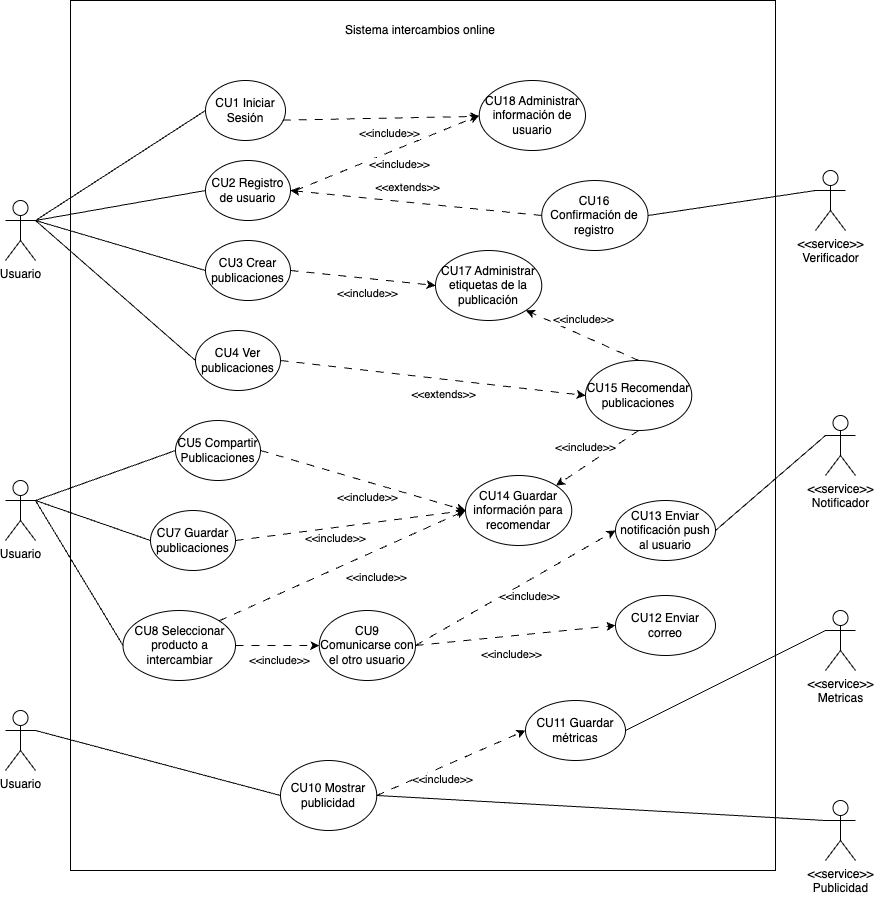 Sistema intercambios online
CU1 Iniciar
Sesión
CU18 Administrar
información de
usuario
<<include>>
<<include>>
CU2 Registro
de usuario
<<extends>>
CU16
Confirmación de
registro
<<service>>
Verificador
Usuario
CU3 Crear
publicaciones
<<include>>
CU17 Administrar
etiquetas de la
publicación
<<include>>
CU4 Ver
publicaciones
<<extends>>
CU15 Recomendar
publicaciones
CU5 Compartir
Publicaciones
<<include>>
<<include>>
CU14 Guardar
información para
recomendar
<<service>>
Notificador
Usuario
CU7 Guardar
publicaciones
<<include>>
CU13 Enviar
notificación push
al usuario
<<include>>
<<include>>
CU8 Seleccionar
producto a
intercambiar
<<include>>
CU9
Comunicarse con
el otro usuario
<<include>>
CU12 Enviar
correo
<<service>>
Metricas
CU11 Guardar
métricas
Usuario
<<include>>
CU10 Mostrar
publicidad
<<service>>
Publicidad